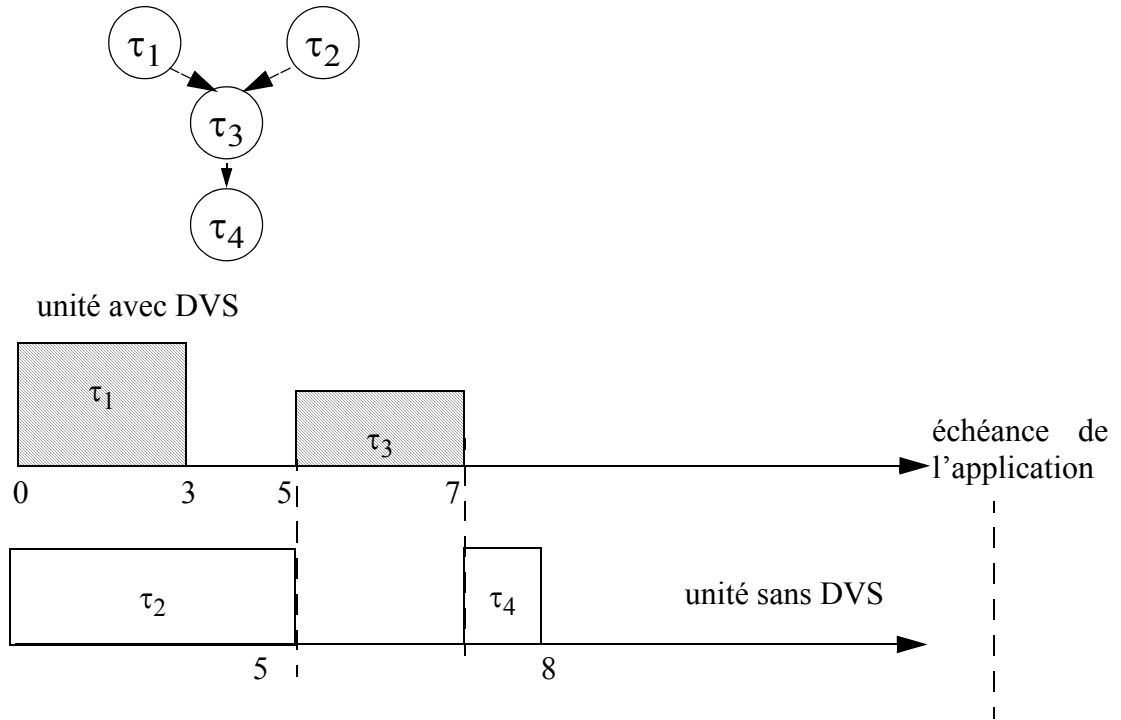 τ1
τ2
τ3
τ4
unité avec DVS
τ1
τ3
échéance de
l’application
0
3
5
7
τ2
τ4
unité sans DVS
5
8